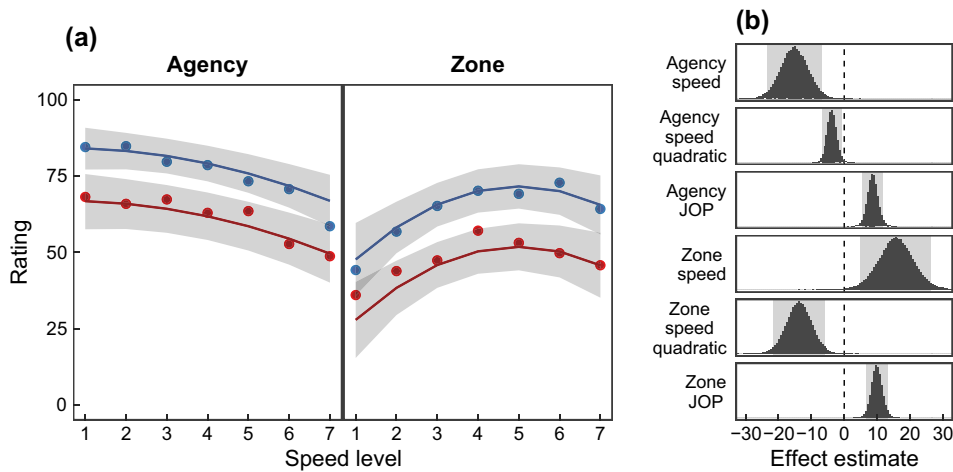 (a)
Agency
Zone
Rating
100
75
50
25
0
1 2 3 4 5 6 7
1 2 3 4 5 6 7
Speed level
(b)
Agency
speed
Agency
speed
quadratic
Agency
JOP
Zone
speed
Zone
speed
quadratic
Zone
JOP
−30 −20 −10 0 10 20 30
Effect estimate